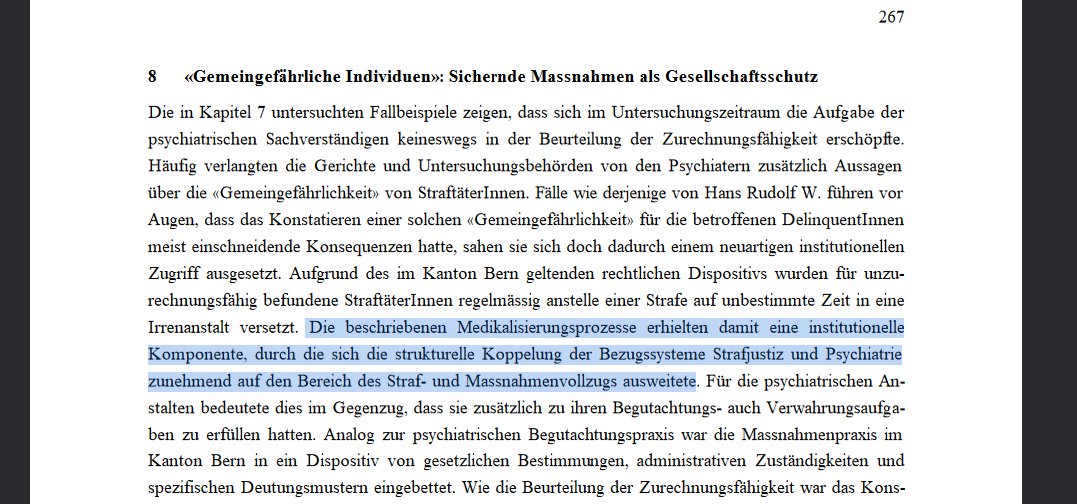 267
8 «Gemeingefährliche Individuen»: Sichernde Massnahmen als Gesellschaftsschutz
Die in Kapitel 7 untersuchten Fallbeispiele zeigen, dass sich im Untersuchungszeitraum die Aufgabe der
psychiatrischen Sachverständigen keineswegs in der Beurteilung der Zurechnungsfähigkeit erschöpfte.
Häufig verlangten die Gerichte und Untersuchungsbehörden von den Psychiatern zusätzlich Aussagen
über die «Gemeingefährlichkeit» von StraftäterInnen. Fälle wie derjenige von Hans Rudolf W. führen vor
Augen, dass das Konstatieren einer solchen «Gemeingefährlichkeit» für die betroffenen DelinquentInnen
meist einschneidende Konsequenzen hatte, sahen sie sich doch dadurch einem neuartigen institutionellen
Zugriff ausgesetzt. Aufgrund des im Kanton Bern geltenden rechtlichen Dispositivs wurden für unzu-
rechnungsfähig befundene StraftäterInnen regelmässig anstelle einer Strafe auf unbestimmte Zeit in eine
Irrenanstalt versetzt. Die beschriebenen Medikalisierungsprozesse erhielten damit eine institutionelle
Komponente, durch die sich die strukturelle Koppelung der Bezugssysteme Strafjustiz und Psychiatrie
zunehmend auf den Bereich des Straf- und Massnahmenvollzugs ausweitete. Für die psychiatrischen An-
stalten bedeutete dies im Gegenzug, dass sie zusätzlich zu ihren Begutachtungs- auch Verwahrungsaufga-
ben zu erfüllen hatten. Analog zur psychiatrischen Begutachtungspraxis war die Massnahmenpraxis im
Kanton Bern in ein Dispositiv von gesetzlichen Bestimmungen, administrativen Zuständigkeiten und
spezifischen Deutungsmustern eingebettet. Wie die Beurteilung der Zurechnungsfähigkeit war das Kons-